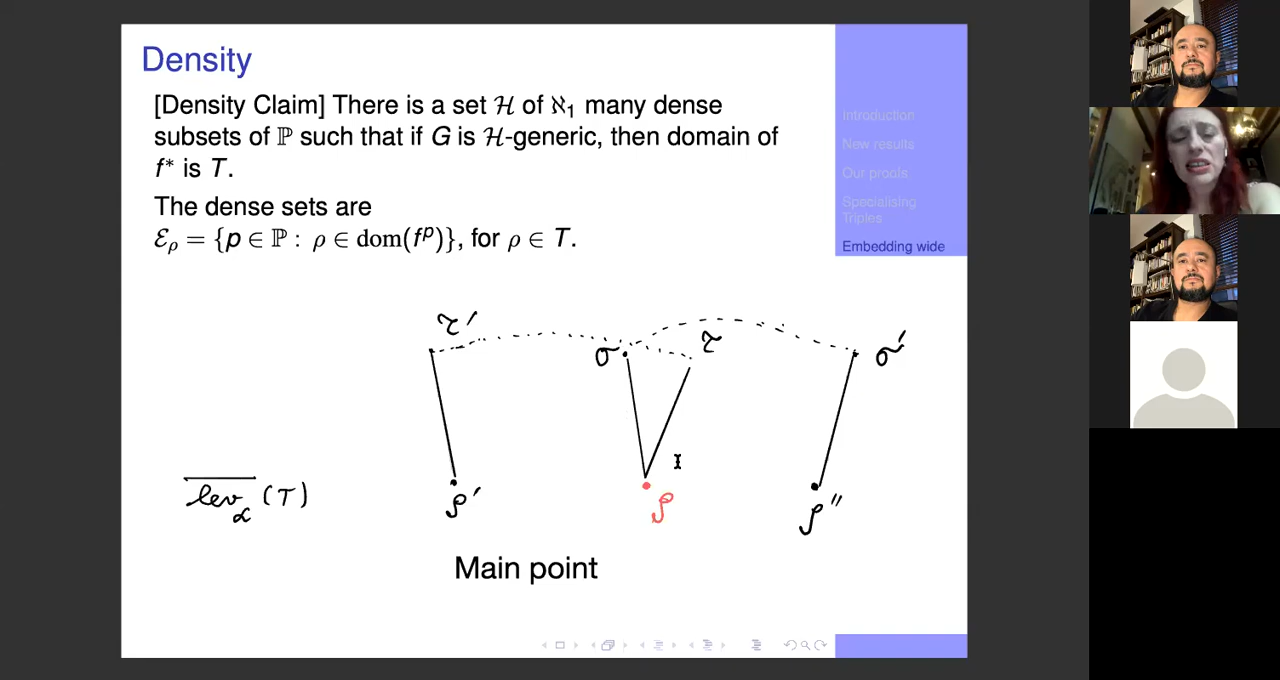 Density
[Density Claim] There is a set ℋ of ℵ₁ many dense
subsets of ℙ such that if G is ℋ-generic, then domain of
f* is T.
The dense sets are
ℰ_ρ = {p ∈ ℙ : ρ ∈ dom(f^p)}, for ρ ∈ T.
Introduction
New results
Our proofs
Specialising
Triples
Embedding wide
τ′
σ
τ
σ′
lev_α (T)
ρ′
ρ
ρ″
Main point